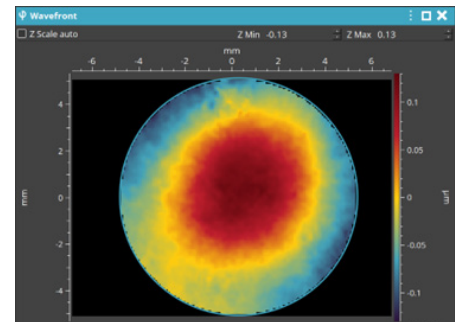 Wavefront
Z Scale auto Z Min -0.13 Z Max 0.13
mm
-6 -4 -2 0 2 4 6
4
2
0
-2
-4
mm
0.1
0.05
0
-0.05
-0.1
µm